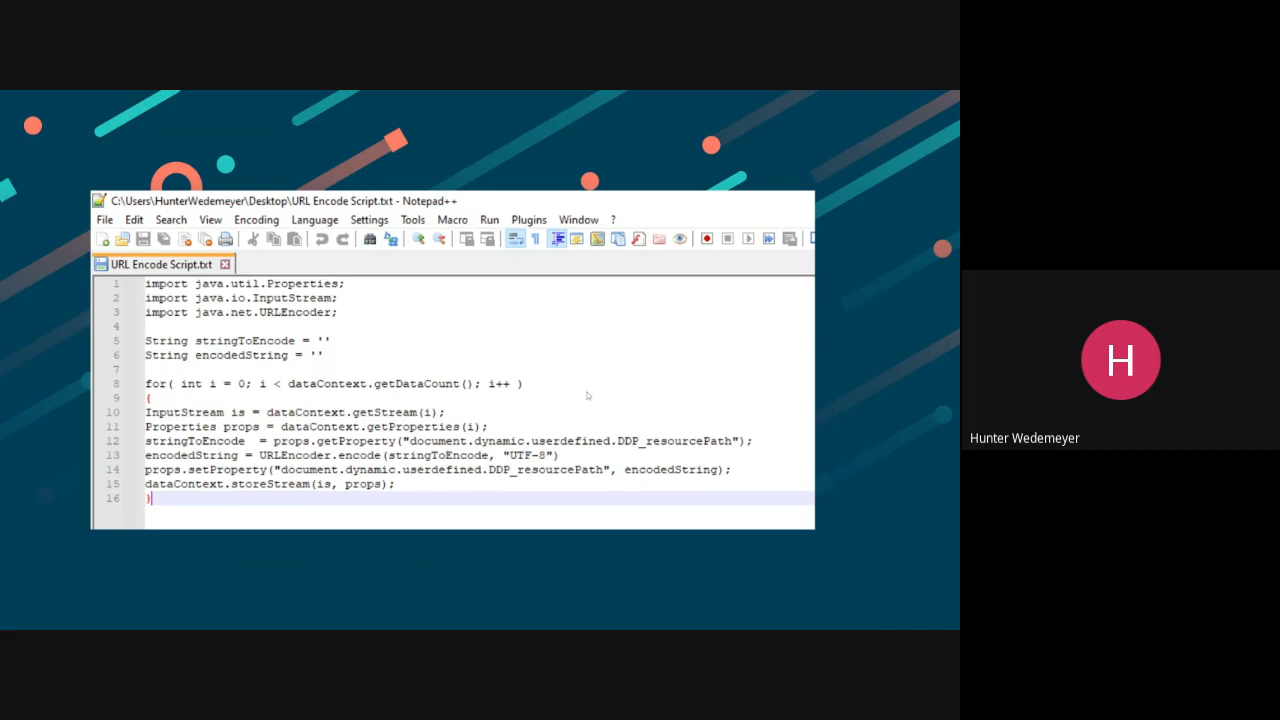 C:\Users\HunterWedemeyer\Desktop\URL Encode Script.txt - Notepad++
File Edit Search View Encoding Language Settings Tools Macro Run Plugins Window ?
URL Encode Script.txt
1 import java.util.Properties;
2 import java.io.InputStream;
3 import java.net.URLEncoder;
4
5 String stringToEncode = ''
6 String encodedString = ''
7
8 for( int i = 0; i < dataContext.getDataCount(); i++ )
9 {
10 InputStream is = dataContext.getStream(i);
11 Properties props = dataContext.getProperties(i);
12 stringToEncode  = props.getProperty("document.dynamic.userdefined.DDP_resourcePath");
13 encodedString = URLEncoder.encode(stringToEncode, "UTF-8")
14 props.setProperty("document.dynamic.userdefined.DDP_resourcePath", encodedString);
15 dataContext.storeStream(is, props);
16 }
H
Hunter Wedemeyer